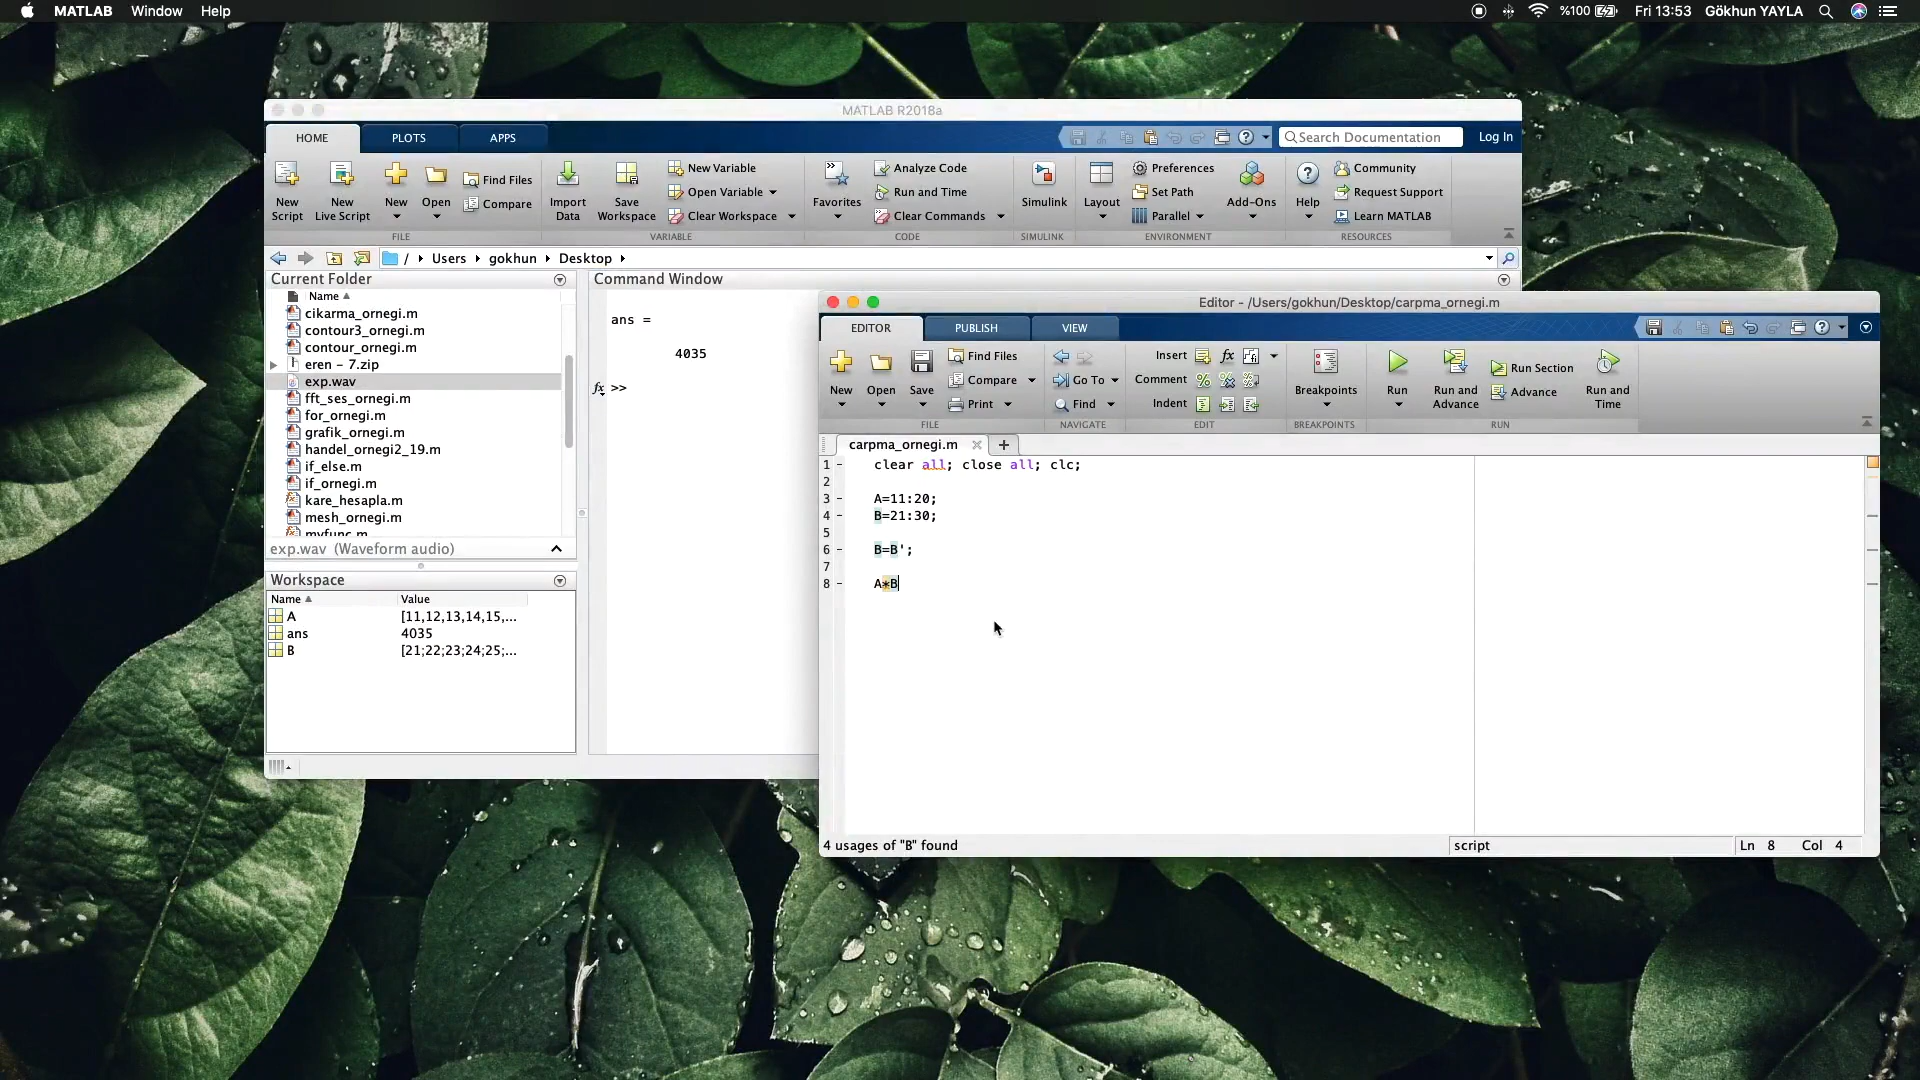 MATLAB Window Help
%100 Fri 13:53 Gökhun YAYLA
MATLAB R2018a
HOME PLOTS APPS
Search Documentation Log In
New Script
New Live Script
New
Open
Find Files
Compare
Import Data
Save Workspace
New Variable
Open Variable
Clear Workspace
Favorites
Analyze Code
Run and Time
Clear Commands
Simulink
Layout
Preferences
Set Path
Parallel
Add-Ons
Help
Community
Request Support
Learn MATLAB
FILE VARIABLE CODE SIMULINK ENVIRONMENT RESOURCES
/ Users gokhun Desktop
Current Folder
Name
cikarma_ornegi.m
contour3_ornegi.m
contour_ornegi.m
eren - 7.zip
exp.wav
fft_ses_ornegi.m
for_ornegi.m
grafik_ornegi.m
handel_ornegi2_19.m
if_else.m
if_ornegi.m
kare_hesapla.m
mesh_ornegi.m
myfunc.m
exp.wav (Waveform audio)
Workspace
Name Value
A [11,12,13,14,15,...
ans 4035
B [21;22;23;24;25;...
Command Window
ans =
4035
fx >>
Editor - /Users/gokhun/Desktop/carpma_ornegi.m
EDITOR PUBLISH VIEW
New
Open
Save
Find Files
Compare
Print
Go To
Find
Insert fx
Comment
Indent
Breakpoints
Run
Run and Advance
Run Section
Advance
Run and Time
FILE NAVIGATE EDIT BREAKPOINTS RUN
carpma_ornegi.m
1 - clear all; close all; clc;
2
3 - A=11:20;
4 - B=21:30;
5
6 - B=B';
7
8 - A*B
4 usages of "B" found
script
Ln 8 Col 4